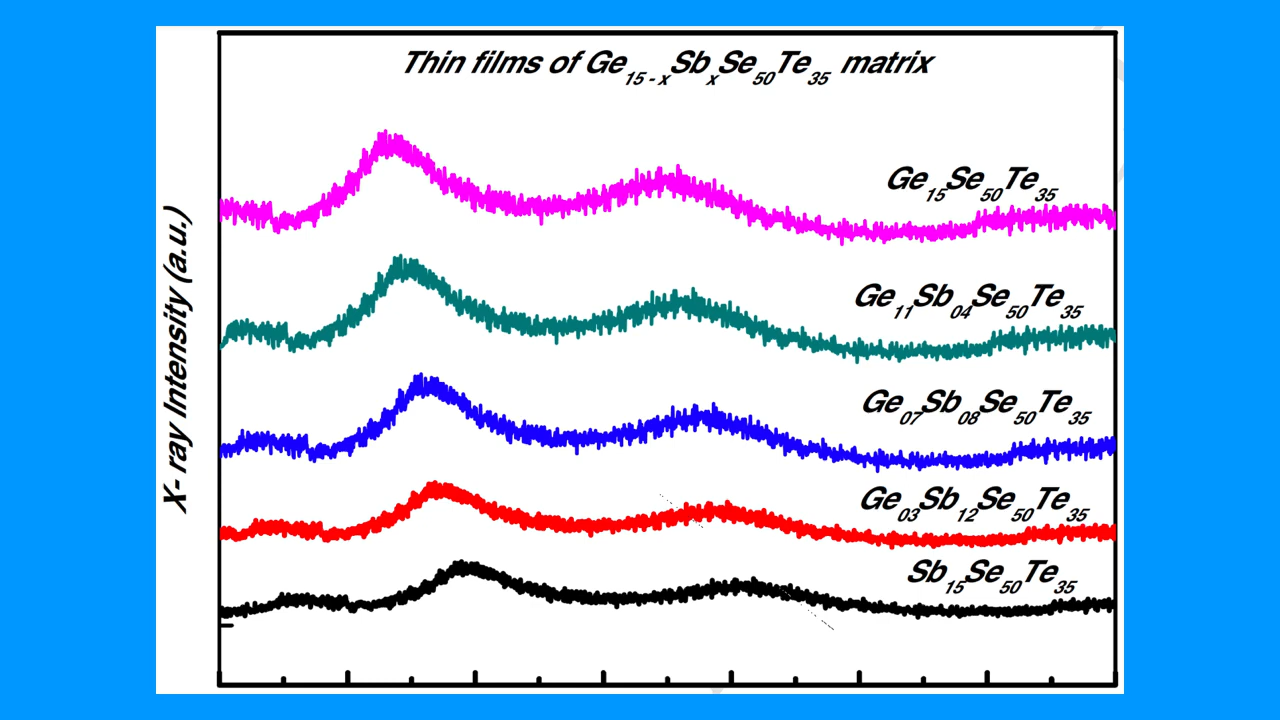 Thin films of Ge15-xSbxSe50Te35 matrix
Ge15Se50Te35
Ge11Sb04Se50Te35
Ge07Sb08Se50Te35
Ge03Sb12Se50Te35
Sb15Se50Te35
X- ray Intensity (a.u.)